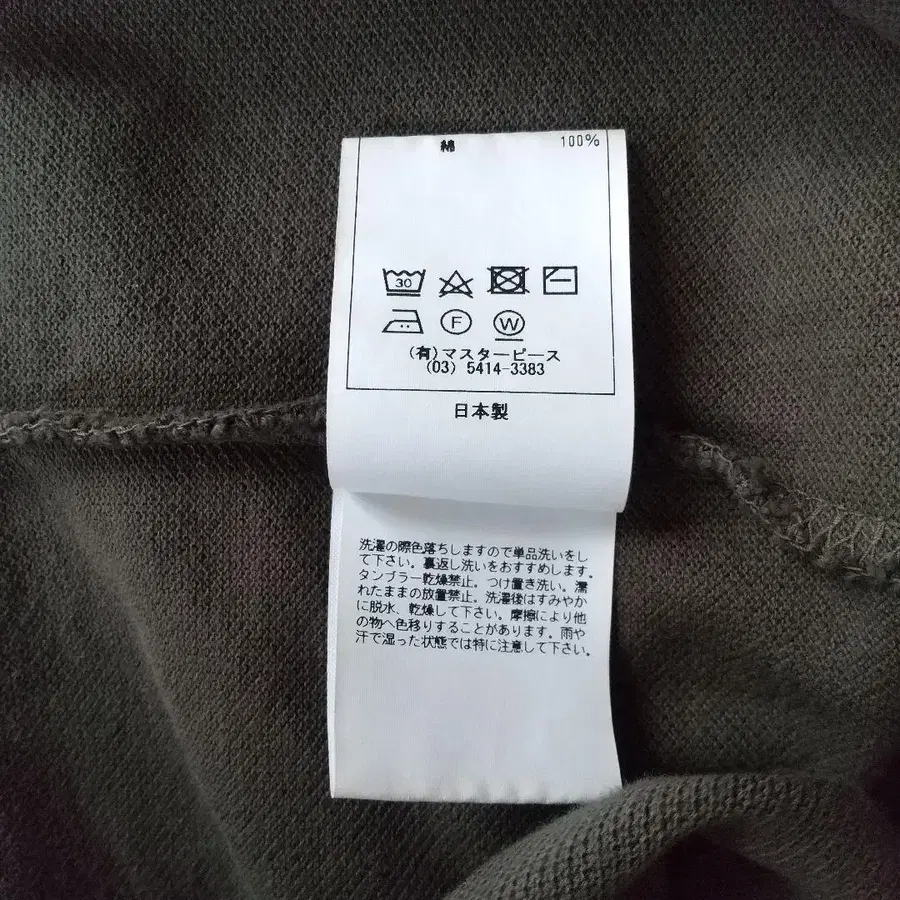 綿 100%
30
F W
(有)マスターピース
(03) 5414-3383
日本製
洗濯の際色落ちしますので単品洗いをし
て下さい。裏返し洗いをおすすめします。
タンブラー乾燥禁止。つけ置き洗い。濡
れたままの放置禁止。洗濯後はすみやか
に脱水、乾燥して下さい。摩擦により他
の物へ色移りすることがあります。雨や
汗で湿った状態では特に注意して下さい。